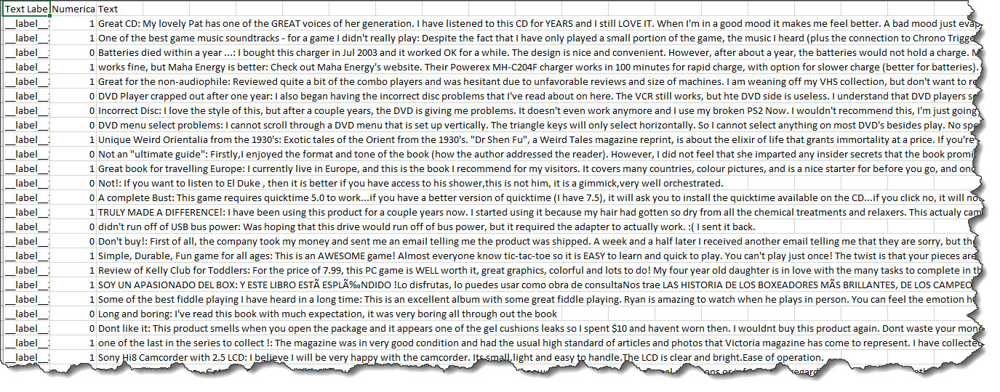 Text Labe Numerica Text
__label__ 1 Great CD: My lovely Pat has one of the GREAT voices of her generation. I have listened to this CD for YEARS and I still LOVE IT. When I'm in a good mood it makes me feel better. A bad mood just evap
__label__ 1 One of the best game music soundtracks - for a game I didn't really play: Despite the fact that I have only played a small portion of the game, the music I heard (plus the connection to Chrono Trigge
__label__ 0 Batteries died within a year ...: I bought this charger in Jul 2003 and it worked OK for a while. The design is nice and convenient. However, after about a year, the batteries would not hold a charge.
__label__ 1 works fine, but Maha Energy is better: Check out Maha Energy's website. Their Powerex MH-C204F charger works in 100 minutes for rapid charge, with option for slower charge (better for batteries).
__label__ 1 Great for the non-audiophile: Reviewed quite a bit of the combo players and was hesitant due to unfavorable reviews and size of machines. I am weaning off my VHS collection, but don't want to re
__label__ 0 DVD Player crapped out after one year: I also began having the incorrect disc problems that I've read about on here. The VCR still works, but hte DVD side is useless. I understand that DVD players s
__label__ 0 Incorrect Disc: I love the style of this, but after a couple years, the DVD is giving me problems. It doesn't even work anymore and I use my broken PS2 Now. I wouldn't recommend this, I'm just going
__label__ 0 DVD menu select problems: I cannot scroll through a DVD menu that is set up vertically. The triangle keys will only select horizontally. So I cannot select anything on most DVD's besides play. No spe
__label__ 1 Unique Weird Orientalia from the 1930's: Exotic tales of the Orient from the 1930's. "Dr Shen Fu", a Weird Tales magazine reprint, is about the elixir of life that grants immortality at a price. If you're
__label__ 0 Not an "ultimate guide": Firstly,I enjoyed the format and tone of the book (how the author addressed the reader). However, I did not feel that she imparted any insider secrets that the book promi
__label__ 1 Great book for travelling Europe: I currently live in Europe, and this is the book I recommend for my visitors. It covers many countries, colour pictures, and is a nice starter for before you go, and onc
__label__ 0 Not!: If you want to listen to El Duke , then it is better if you have access to his shower,this is not him, it is a gimmick,very well orchestrated.
__label__ 0 A complete Bust: This game requires quicktime 5.0 to work...if you have a better version of quicktime (I have 7.5), it will ask you to install the quicktime available on the CD...if you click no, it will no
__label__ 1 TRULY MADE A DIFFERENCE!: I have been using this product for a couple years now. I started using it because my hair had gotten so dry from all the chemical treatments and relaxers. This actualy cam
__label__ 0 didn't run off of USB bus power: Was hoping that this drive would run off of bus power, but it required the adapter to actually work. :( I sent it back.
__label__ 0 Don't buy!: First of all, the company took my money and sent me an email telling me the product was shipped. A week and a half later I received another email telling me that they are sorry, but th
__label__ 1 Simple, Durable, Fun game for all ages: This is an AWESOME game! Almost everyone know tic-tac-toe so it is EASY to learn and quick to play. You can't play just once! The twist is that your pieces are
__label__ 1 Review of Kelly Club for Toddlers: For the price of 7.99, this PC game is WELL worth it, great graphics, colorful and lots to do! My four year old daughter is in love with the many tasks to complete in th
__label__ 1 SOY UN APASIONADO DEL BOX: Y ESTE LIBRO ESTÃ ESPLÃ‰NDIDO !Lo disfrutas, lo puedes usar como obra de consultaNos trae LAS HISTORIA DE LOS BOXEADORES MÃS BRILLANTES, DE LOS CAMPEO
__label__ 1 Some of the best fiddle playing I have heard in a long time: This is an excellent album with some great fiddle playing. Ryan is amazing to watch when he plays in person. You can feel the emotion h
__label__ 0 Long and boring: I've read this book with much expectation, it was very boring all through out the book
__label__ 0 Dont like it: This product smells when you open the package and it appears one of the gel cushions leaks so I spent $10 and havent worn then. I wouldnt buy this product again. Dont waste your mone
__label__ 1 one of the last in the series to collect !: The magazine was in very good condition and had the usual high standard of articles and photos that Victoria magazine has come to represent. I have collected
__label__ 1 Sony Hi8 Camcorder with 2.5 LCD: I believe I will be very happy with the camcorder. Its small,light and easy to handle.The LCD is clear and bright.Ease of operation.